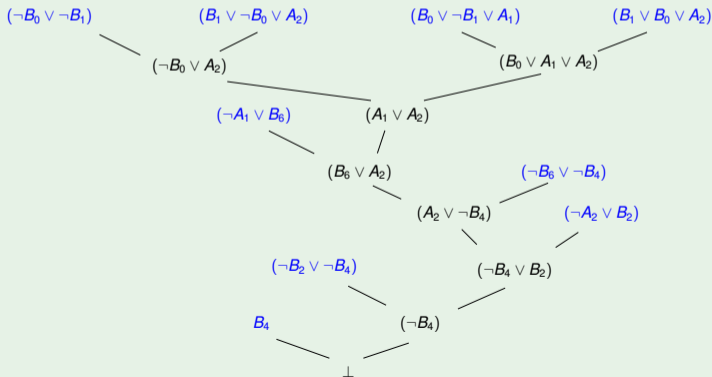 (¬B₀ ∨ ¬B₁) (B₁ ∨ ¬B₀ ∨ A₂) (B₀ ∨ ¬B₁ ∨ A₁) (B₁ ∨ B₀ ∨ A₂)
(¬B₀ ∨ A₂) (B₀ ∨ A₁ ∨ A₂)
(¬A₁ ∨ B₆) (A₁ ∨ A₂)
(B₆ ∨ A₂) (¬B₆ ∨ ¬B₄)
(A₂ ∨ ¬B₄) (¬A₂ ∨ B₂)
(¬B₂ ∨ ¬B₄) (¬B₄ ∨ B₂)
B₄ (¬B₄)
⊥